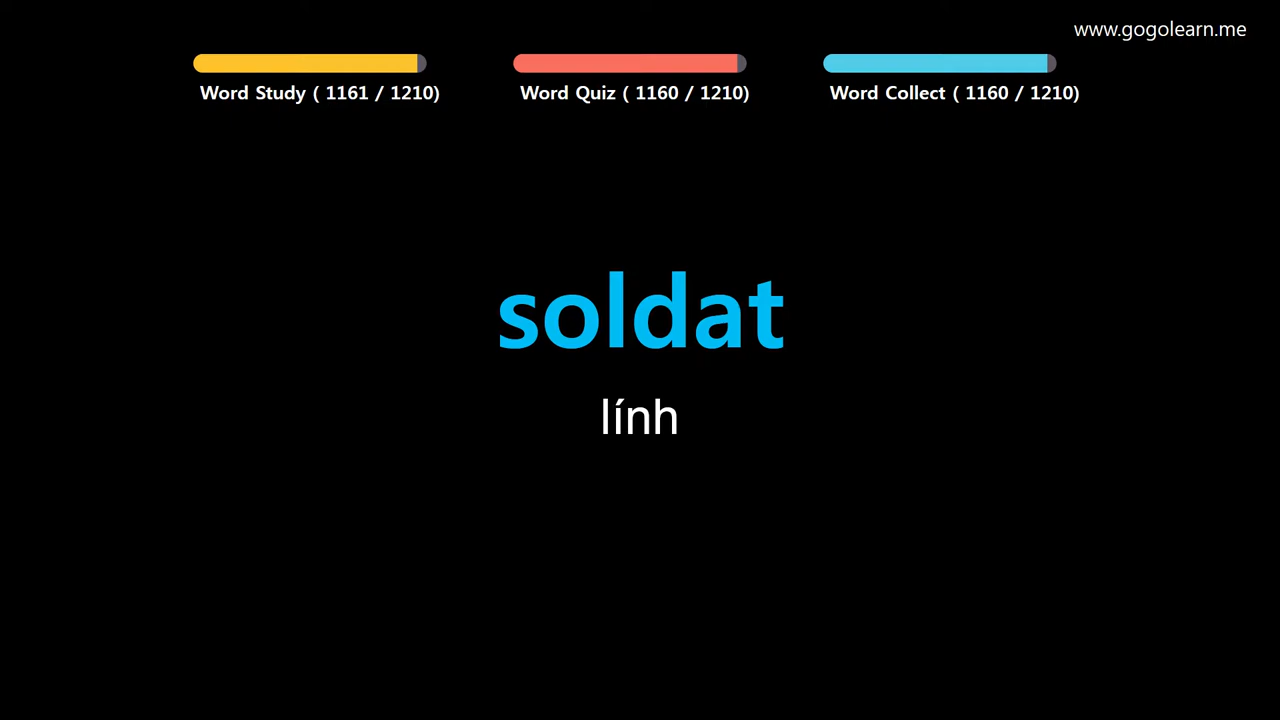 www.gogolearn.me
Word Study ( 1161 / 1210)
Word Quiz ( 1160 / 1210)
Word Collect ( 1160 / 1210)
soldat
lính